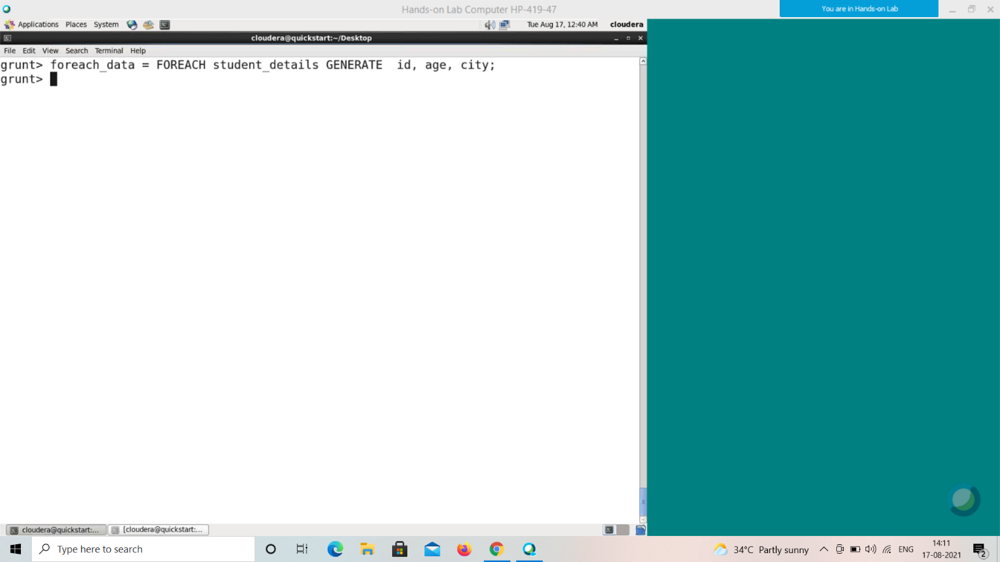 Hands-on Lab Computer HP-419-47
You are in Hands-on Lab
Applications Places System
Tue Aug 17, 12:40 AM cloudera
cloudera@quickstart:~/Desktop
File Edit View Search Terminal Help
grunt> foreach_data = FOREACH student_details GENERATE  id, age, city;
grunt>
cloudera@quickstart:... [cloudera@quickstart:...
Type here to search
34°C Partly sunny
ENG
14:11
17-08-2021
2